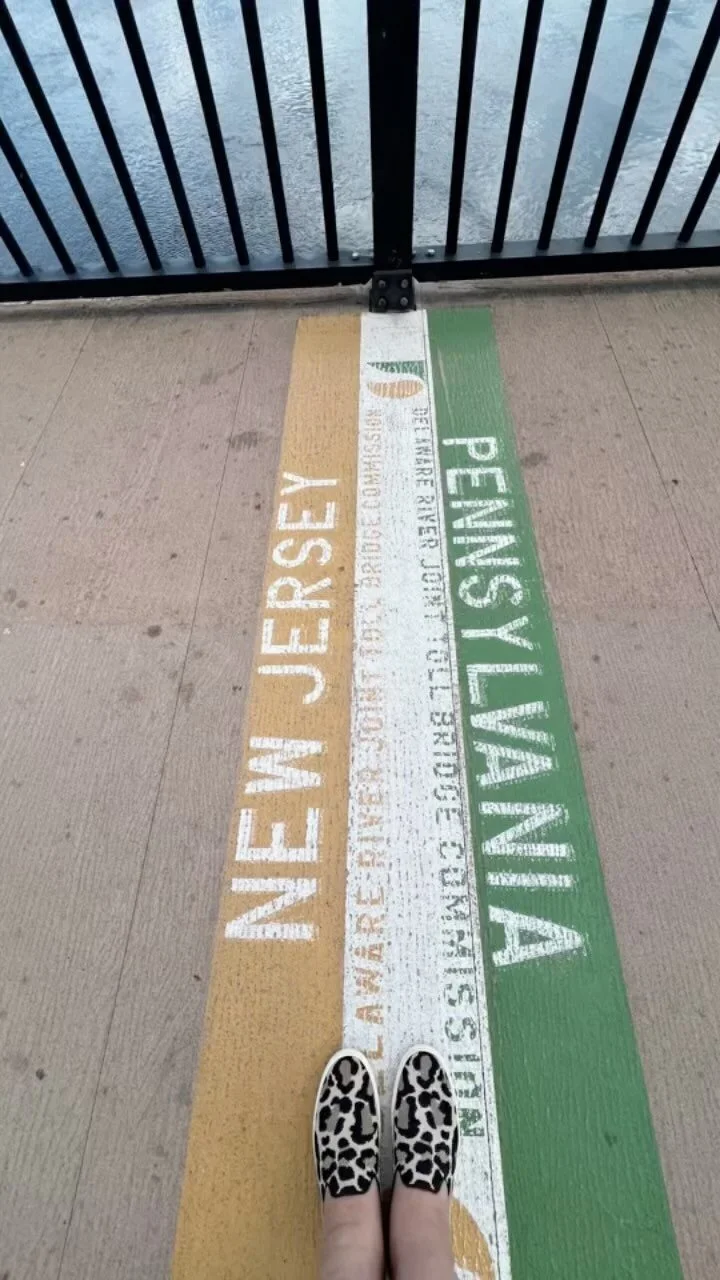 NEW JERSEY
DELAWARE RIVER JOINT TOLL BRIDGE COMMISSION
DELAWARE RIVER JOINT TOLL BRIDGE COMMISSION
PENNSYLVANIA